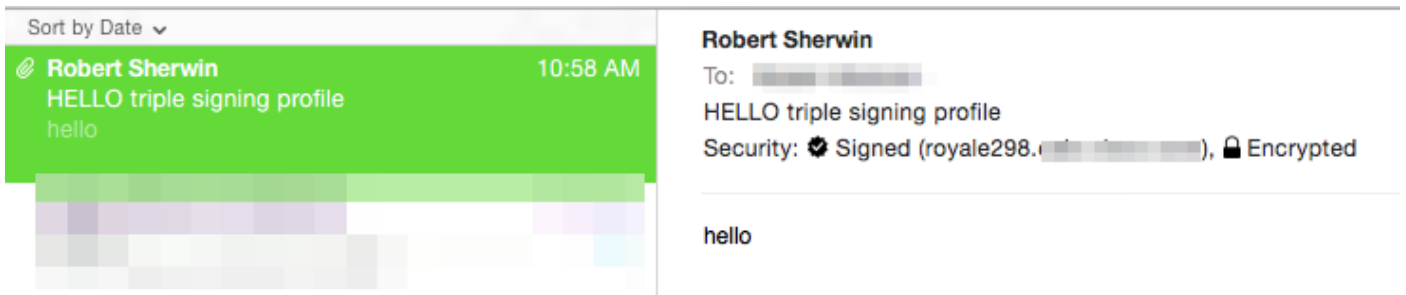 Sort by Date
Robert Sherwin 10:58 AM
HELLO triple signing profile
hello
Robert Sherwin
To:
HELLO triple signing profile
Security: Signed (royale298. ), Encrypted
hello